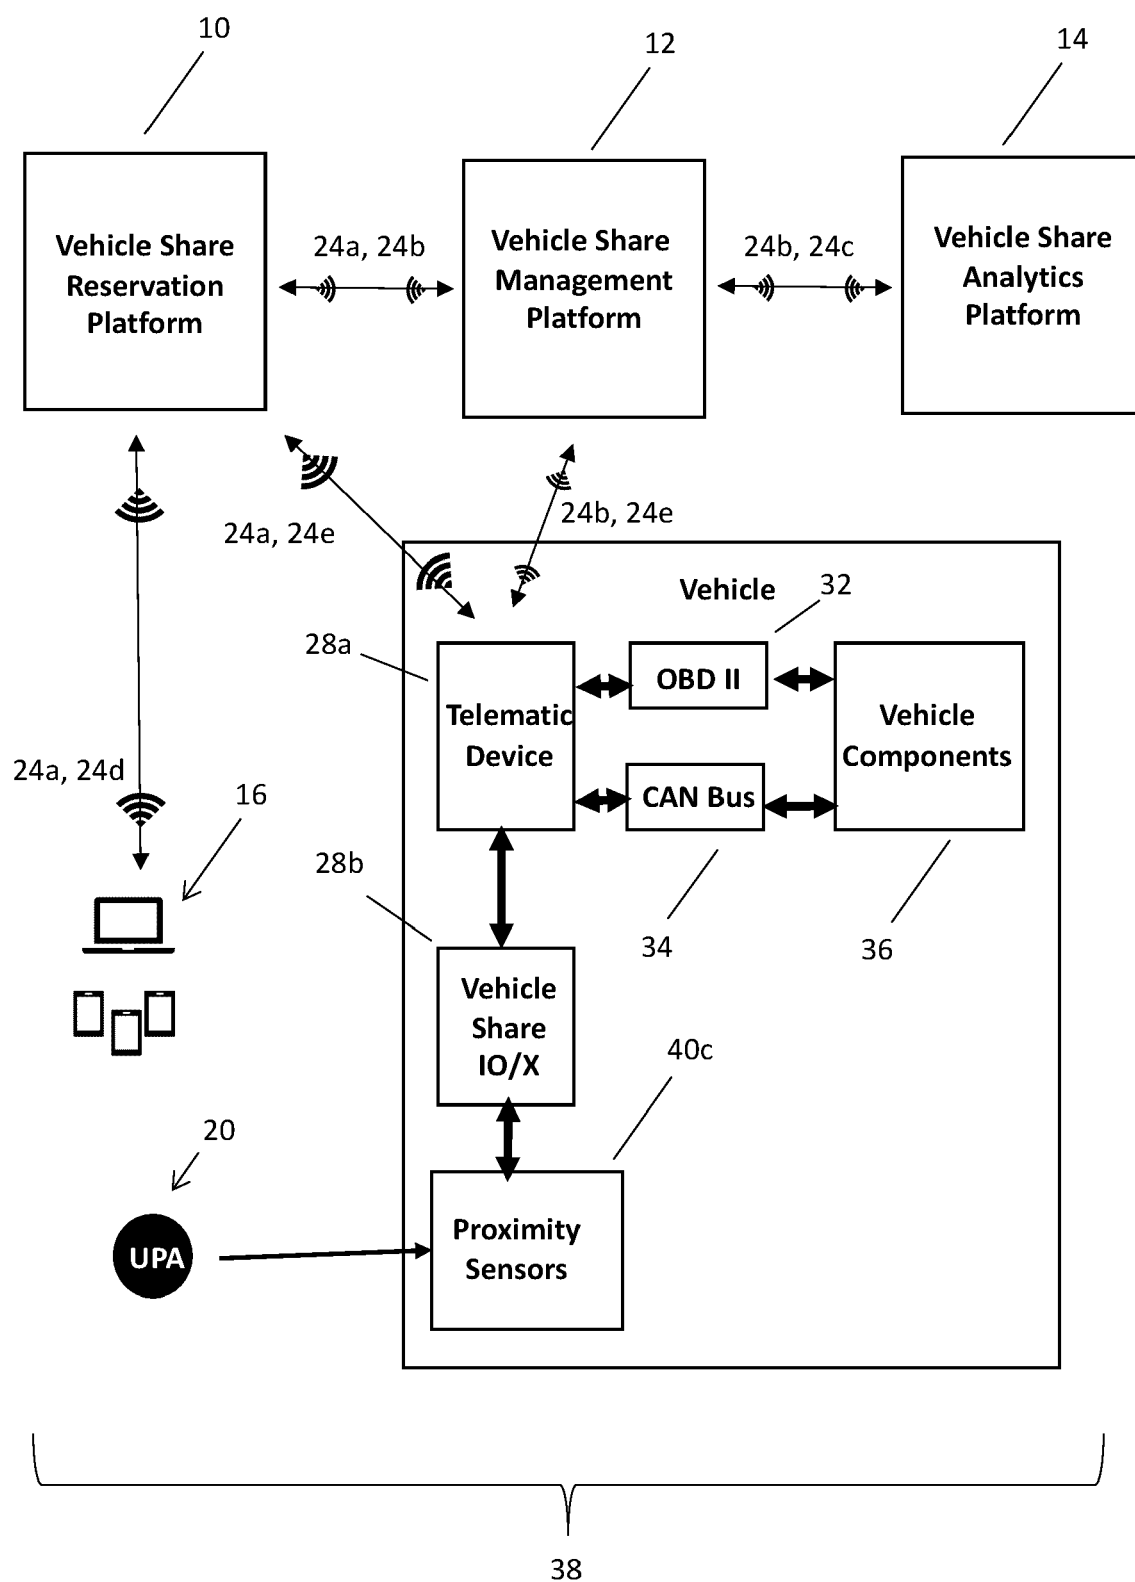 10
12
14
Vehicle Share
Reservation
Platform
24a, 24b
Vehicle Share
Management
Platform
24b, 24c
Vehicle Share
Analytics
Platform
24a, 24e
24b, 24e
Vehicle
32
28a
OBD II
Telematic
Device
Vehicle
Components
24a, 24d
16
CAN Bus
28b
34
36
Vehicle
Share
IO/X
40c
20
UPA
Proximity
Sensors
38